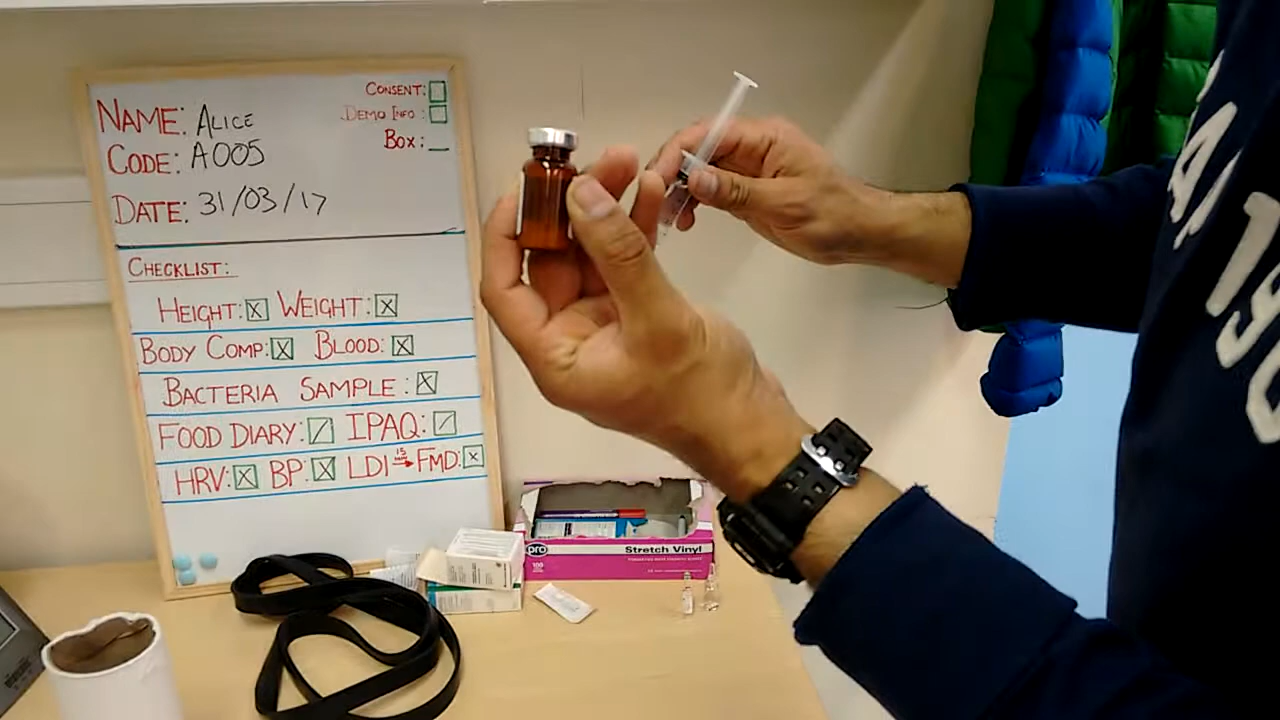 NAME: ALICE
CODE: A005
DATE: 31/03/17
CONSENT:
DEMO INFO:
BOX: _
CHECKLIST:
HEIGHT: WEIGHT:
BODY COMP: BLOOD:
BACTERIA SAMPLE:
FOOD DIARY: IPAQ:
HRV: BP: LDI 15 → FMD:
pro
Stretch Vinyl
100